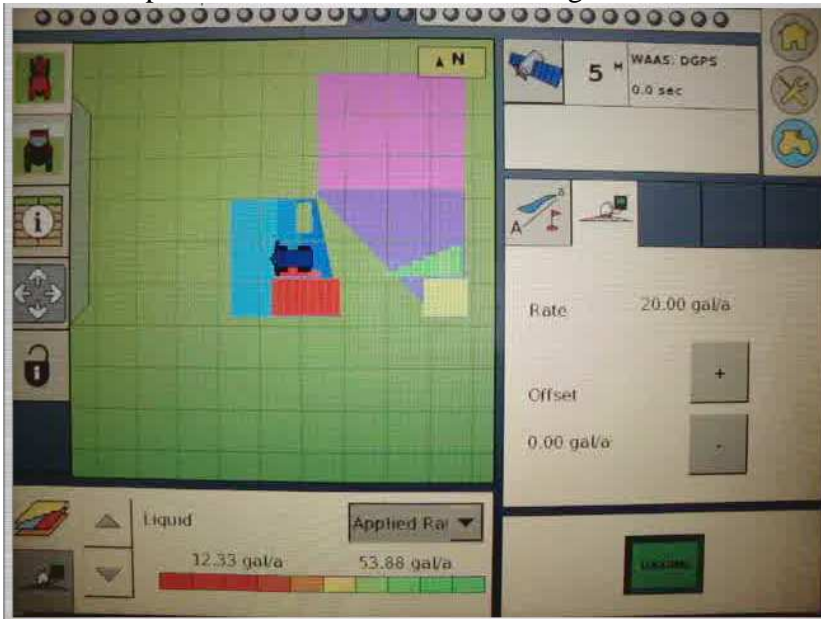 N
5 M
WAAS: DGPS
0.0 sec
A
B
Rate
20.00 gal/a
+
Offset
0.00 gal/a
-
Liquid
Applied Ra
12.33 gal/a
53.88 gal/a